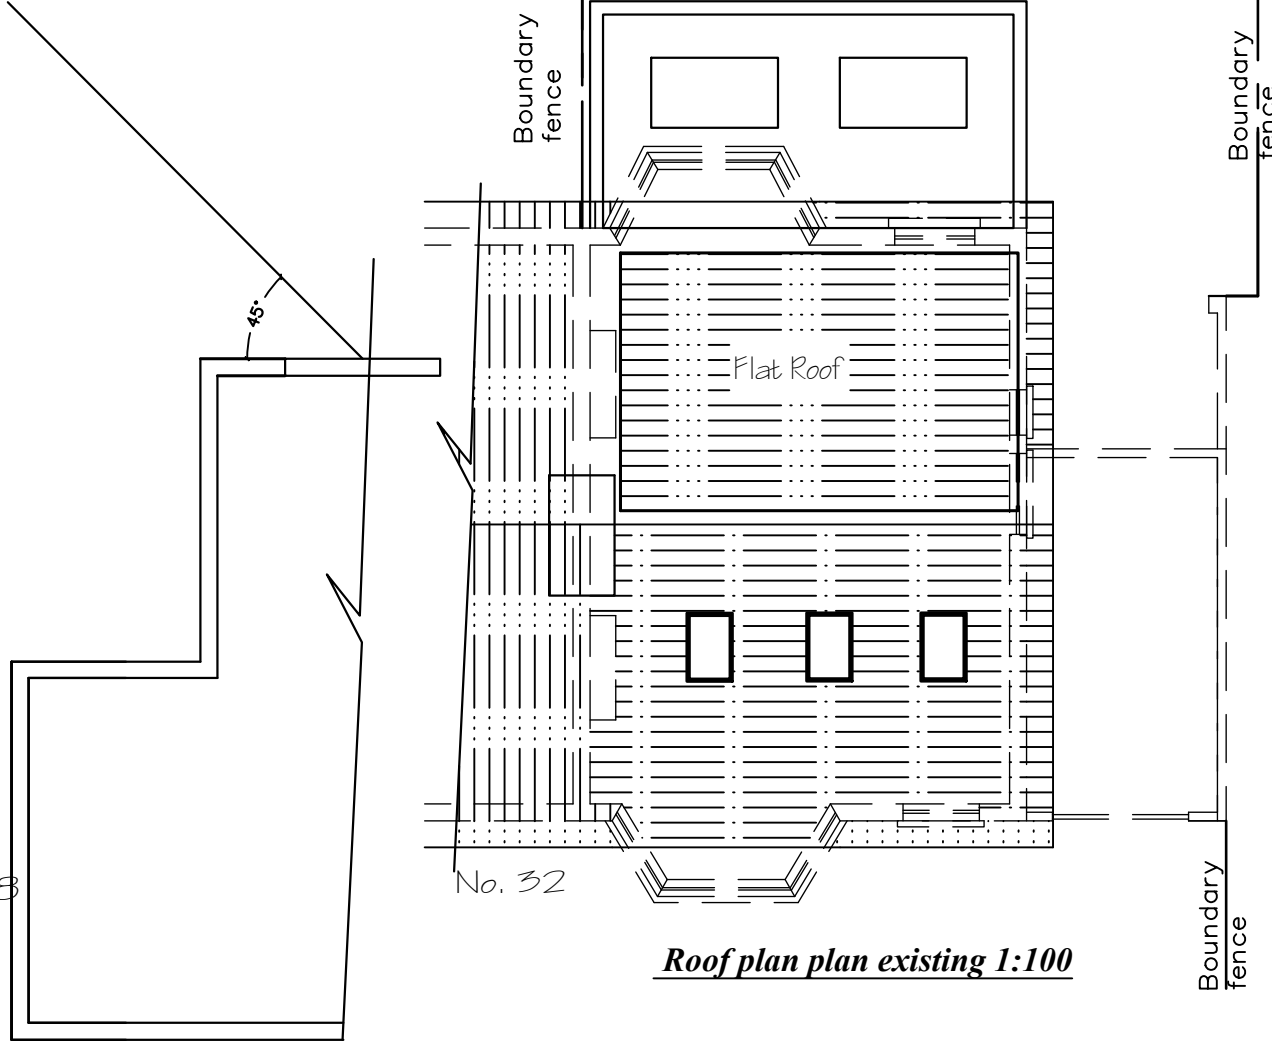 Boundary
fence
Boundary
fence
45°
Flat Roof
No. 32
Boundary
fence
Roof plan plan existing 1:100